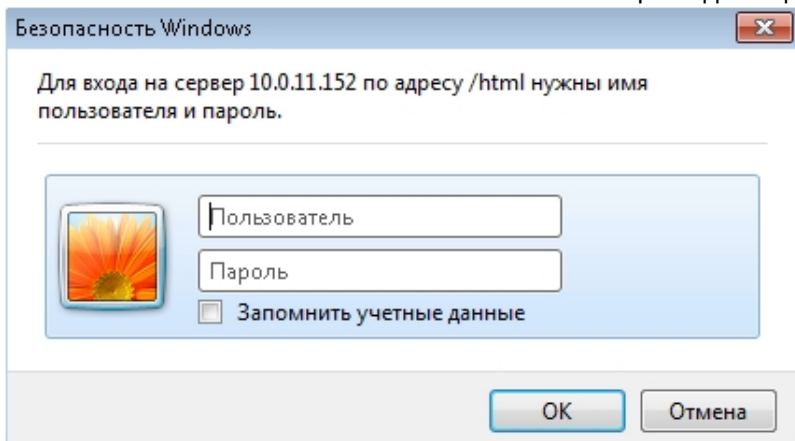 Безопасность Windows
Для входа на сервер 10.0.11.152 по адресу /html нужны имя
пользователя и пароль.
Пользователь
Пароль
Запомнить учетные данные
ОК
Отмена